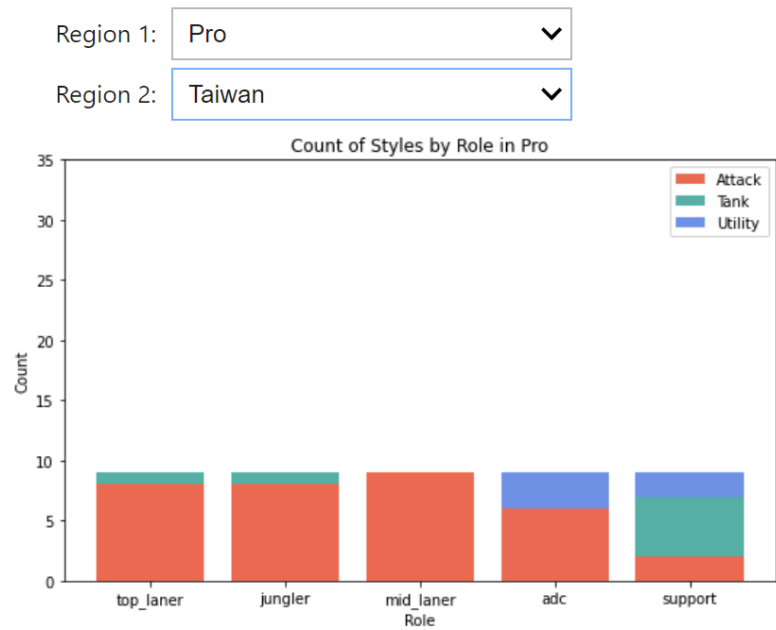 Region 1: Pro
Region 2: Taiwan
Count of Styles by Role in Pro
Attack
Tank
Utility
35
30
25
20
15
10
5
0
Count
top_laner jungler mid_laner adc support
Role